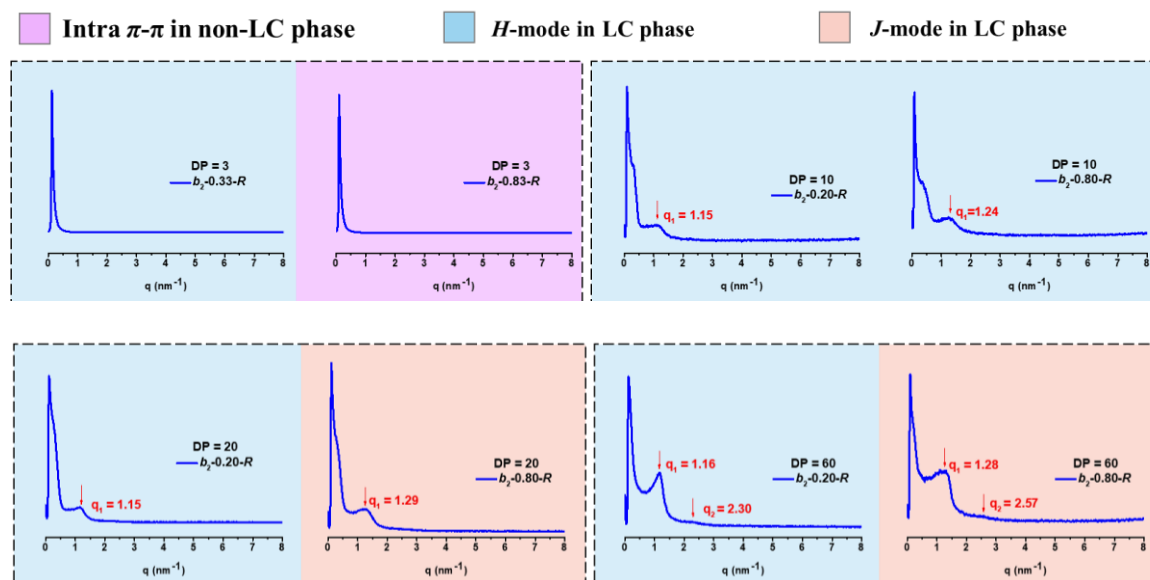 Intra π-π in non-LC phase
H-mode in LC phase
J-mode in LC phase
DP = 3
b₂-0.33-R
0 1 2 3 4 5 6 7 8
q (nm⁻¹)
DP = 3
b₂-0.83-R
0 1 2 3 4 5 6 7 8
q (nm⁻¹)
DP = 10
b₂-0.20-R
q₁ = 1.15
0 1 2 3 4 5 6 7 8
q (nm⁻¹)
DP = 10
b₂-0.80-R
q₁=1.24
0 1 2 3 4 5 6 7 8
q (nm⁻¹)
DP = 20
b₂-0.20-R
q₁ = 1.15
0 1 2 3 4 5 6 7 8
q (nm⁻¹)
DP = 20
b₂-0.80-R
q₁ = 1.29
0 1 2 3 4 5 6 7 8
q (nm⁻¹)
q₁ = 1.16
DP = 60
b₂-0.20-R
q₂ = 2.30
0 1 2 3 4 5 6 7 8
q (nm⁻¹)
q₁ = 1.28
DP = 60
b₂-0.80-R
q₂ = 2.57
0 1 2 3 4 5 6 7 8
q (nm⁻¹)